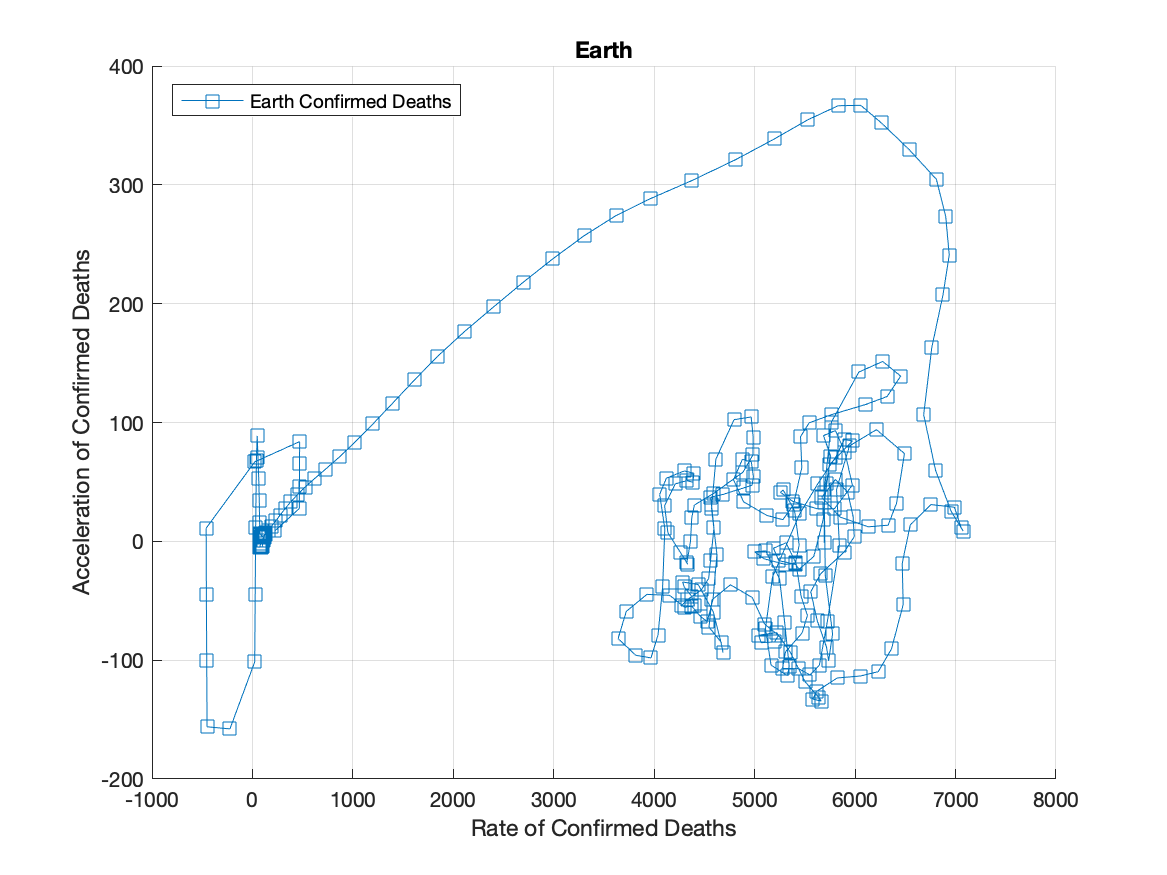 Earth
400
Earth Confirmed Deaths
300
200
100
0
-100
-200
Acceleration of Confirmed Deaths
-1000 0 1000 2000 3000 4000 5000 6000 7000 8000
Rate of Confirmed Deaths